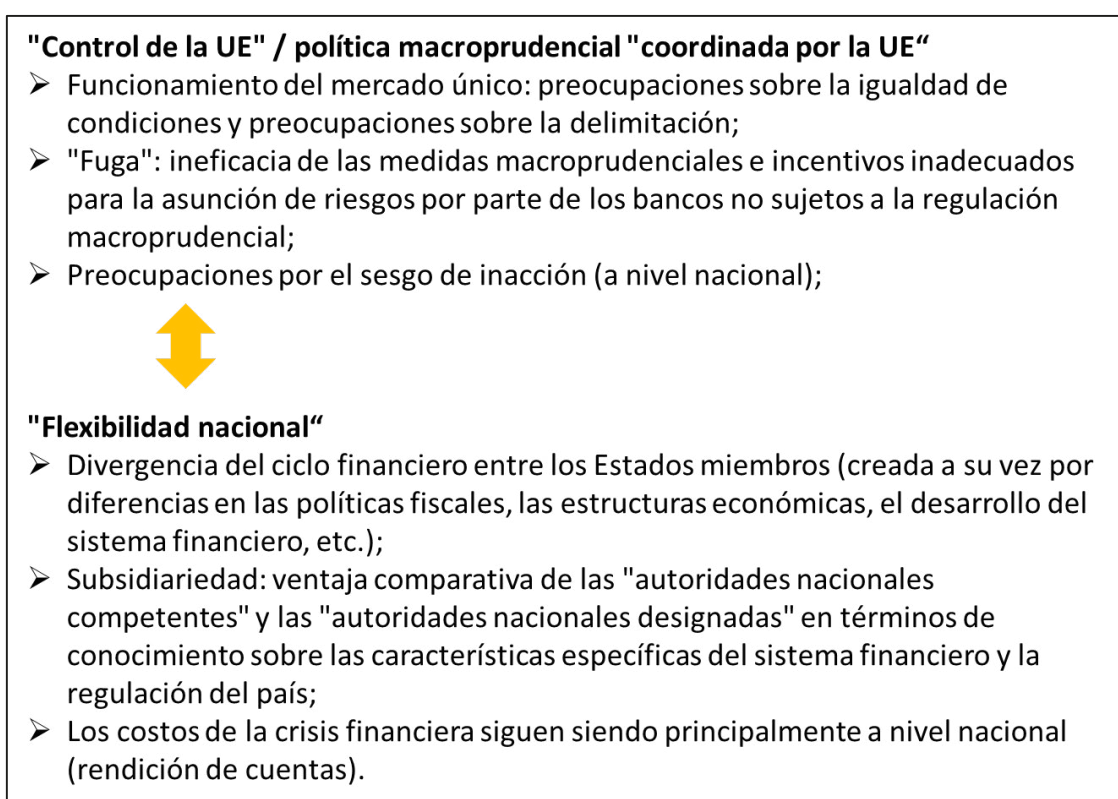 "Control de la UE" / política macroprudencial "coordinada por la UE“
➢ Funcionamiento del mercado único: preocupaciones sobre la igualdad de
condiciones y preocupaciones sobre la delimitación;
➢ "Fuga": ineficacia de las medidas macroprudenciales e incentivos inadecuados
para la asunción de riesgos por parte de los bancos no sujetos a la regulación
macroprudencial;
➢ Preocupaciones por el sesgo de inacción (a nivel nacional);
"Flexibilidad nacional“
➢ Divergencia del ciclo financiero entre los Estados miembros (creada a su vez por
diferencias en las políticas fiscales, las estructuras económicas, el desarrollo del
sistema financiero, etc.);
➢ Subsidiariedad: ventaja comparativa de las "autoridades nacionales
competentes" y las "autoridades nacionales designadas" en términos de
conocimiento sobre las características específicas del sistema financiero y la
regulación del país;
➢ Los costos de la crisis financiera siguen siendo principalmente a nivel nacional
(rendición de cuentas).